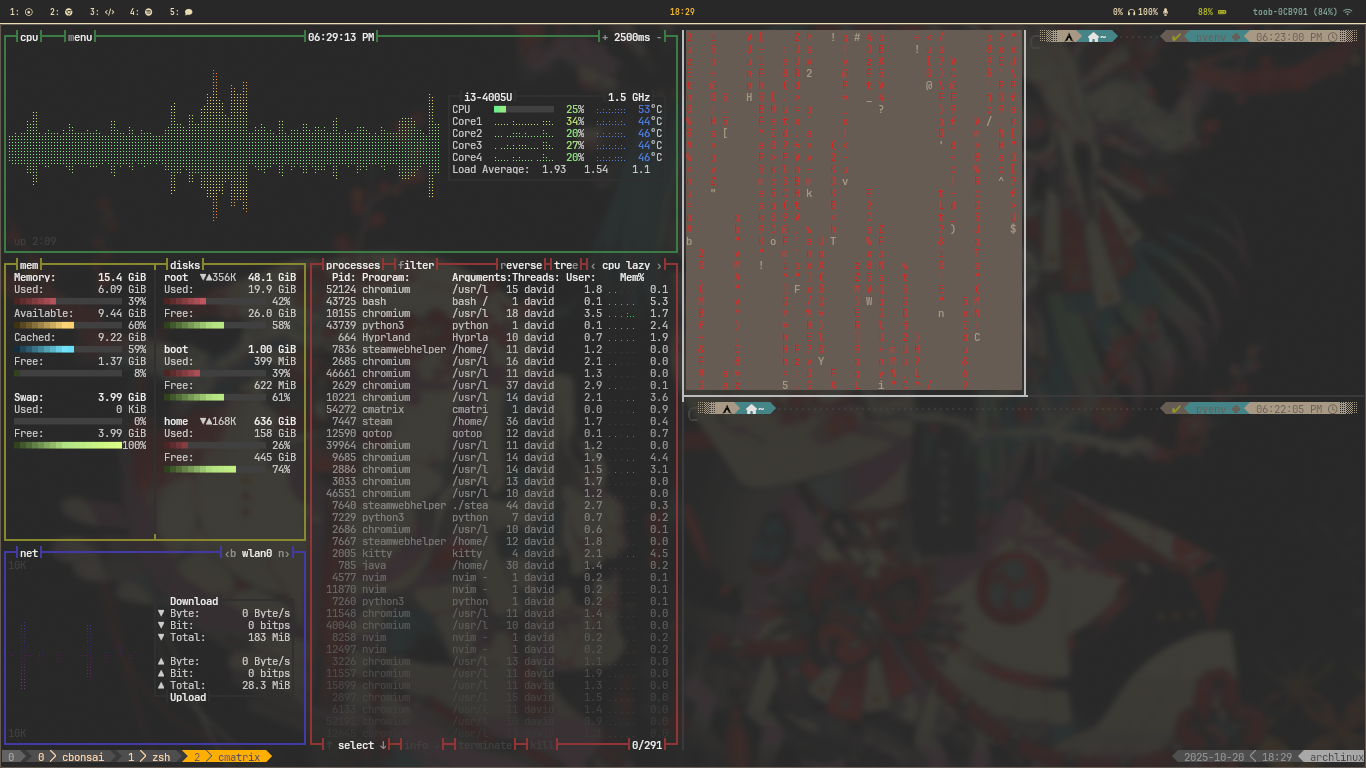 1: 2: 3: </> 4: 5: 18:29 0% 100% 88% toob-0CB901 (84%)
cpu menu 06:29:13 PM + 2500ms -
i3-4005U 1.5 GHz
CPU 25% 53°C
Core1 34% 44°C
Core2 20% 46°C
Core3 27% 44°C
Core4 20% 46°C
Load Average: 1.93 1.54 1.1
up 2:09
mem
Memory: 15.4 GiB
Used: 6.09 GiB
39%
Available: 9.44 GiB
60%
Cached: 9.22 GiB
59%
Free: 1.37 GiB
8%
Swap: 3.99 GiB
Used: 0 KiB
0%
Free: 3.99 GiB
100%
disks
root ▼▲356K 48.1 GiB
Used: 19.9 GiB
42%
Free: 26.0 GiB
58%
boot 1.00 GiB
Used: 399 MiB
39%
Free: 622 MiB
61%
home ▼▲168K 636 GiB
Used: 158 GiB
26%
Free: 445 GiB
74%
net ‹b wlan0 n›
10K
Download
▼ Byte: 0 Byte/s
▼ Bit: 0 bitps
▼ Total: 183 MiB
▲ Byte: 0 Byte/s
▲ Bit: 0 bitps
▲ Total: 28.3 MiB
Upload
10K
processes filter reverse tree ‹ cpu lazy ›
Pid: Program: Arguments: Threads: User: Mem%
52124 chromium /usr/l 15 david 1.8 0.1
43725 bash bash / 1 david 0.1 5.3
10155 chromium /usr/l 18 david 3.5 1.7
43739 python3 python 1 david 0.1 2.4
664 Hyprland Hyprla 10 david 0.7 1.9
7836 steamwebhelper /home/ 11 david 1.2 0.0
2685 chromium /usr/l 16 david 2.1 0.0
46661 chromium /usr/l 11 david 1.3 0.0
2629 chromium /usr/l 37 david 2.9 0.1
10221 chromium /usr/l 14 david 2.1 3.6
54272 cmatrix cmatri 1 david 0.0 0.9
7447 steam /home/ 36 david 1.7 0.4
12590 gotop gotop 12 david 0.1 0.7
39964 chromium /usr/l 11 david 1.2 0.0
9685 chromium /usr/l 14 david 1.9 4.4
2886 chromium /usr/l 14 david 1.5 3.1
3033 chromium /usr/l 13 david 1.7 0.0
46551 chromium /usr/l 10 david 1.2 0.0
7640 steamwebhelper ./stea 44 david 2.7 0.3
7229 python3 python 7 david 0.7 0.2
2686 chromium /usr/l 10 david 0.6 0.1
7667 steamwebhelper /home/ 12 david 1.8 0.0
2005 kitty kitty 4 david 2.1 4.5
785 java /home/ 30 david 1.4 0.2
4577 nvim nvim - 1 david 0.2 0.1
11870 nvim nvim - 1 david 0.2 0.1
7260 python3 python 1 david 0.2 0.1
11548 chromium /usr/l 11 david 1.4 0.0
40040 chromium /usr/l 10 david 1.1 0.0
8258 nvim nvim - 1 david 0.2 0.0
12497 nvim nvim - 1 david 0.2 0.0
3226 chromium /usr/l 13 david 1.1 0.0
11557 chromium /usr/l 11 david 1.9 0.0
15899 chromium /usr/l 11 david 1.3 0.0
2897 chromium /usr/l 11 david 1.5 0.0
6133 chromium /usr/l 11 david 0.0
chromium /usr/l david 0.0
↑ select ↓ info terminate kill 0/291
pyenv 06:23:00 PM
~
pyenv 06:22:05 PM
~
0 0 cbonsai 1 zsh 2 cmatrix 2025-10-20 18:29 archlinux